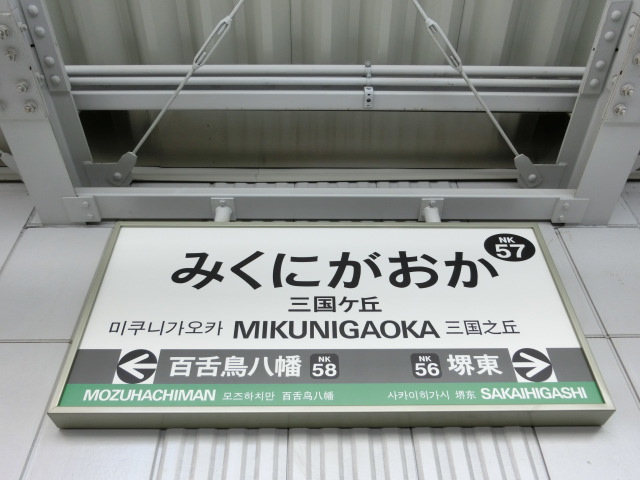 みくにがおか NK 57
三国ケ丘
미쿠니가오카 MIKUNIGAOKA 三国之丘
百舌鳥八幡 NK 58 NK 56 堺東
MOZUHACHIMAN 모즈하치만 百舌鸟八幡 사카이히가시 堺东 SAKAIHIGASHI